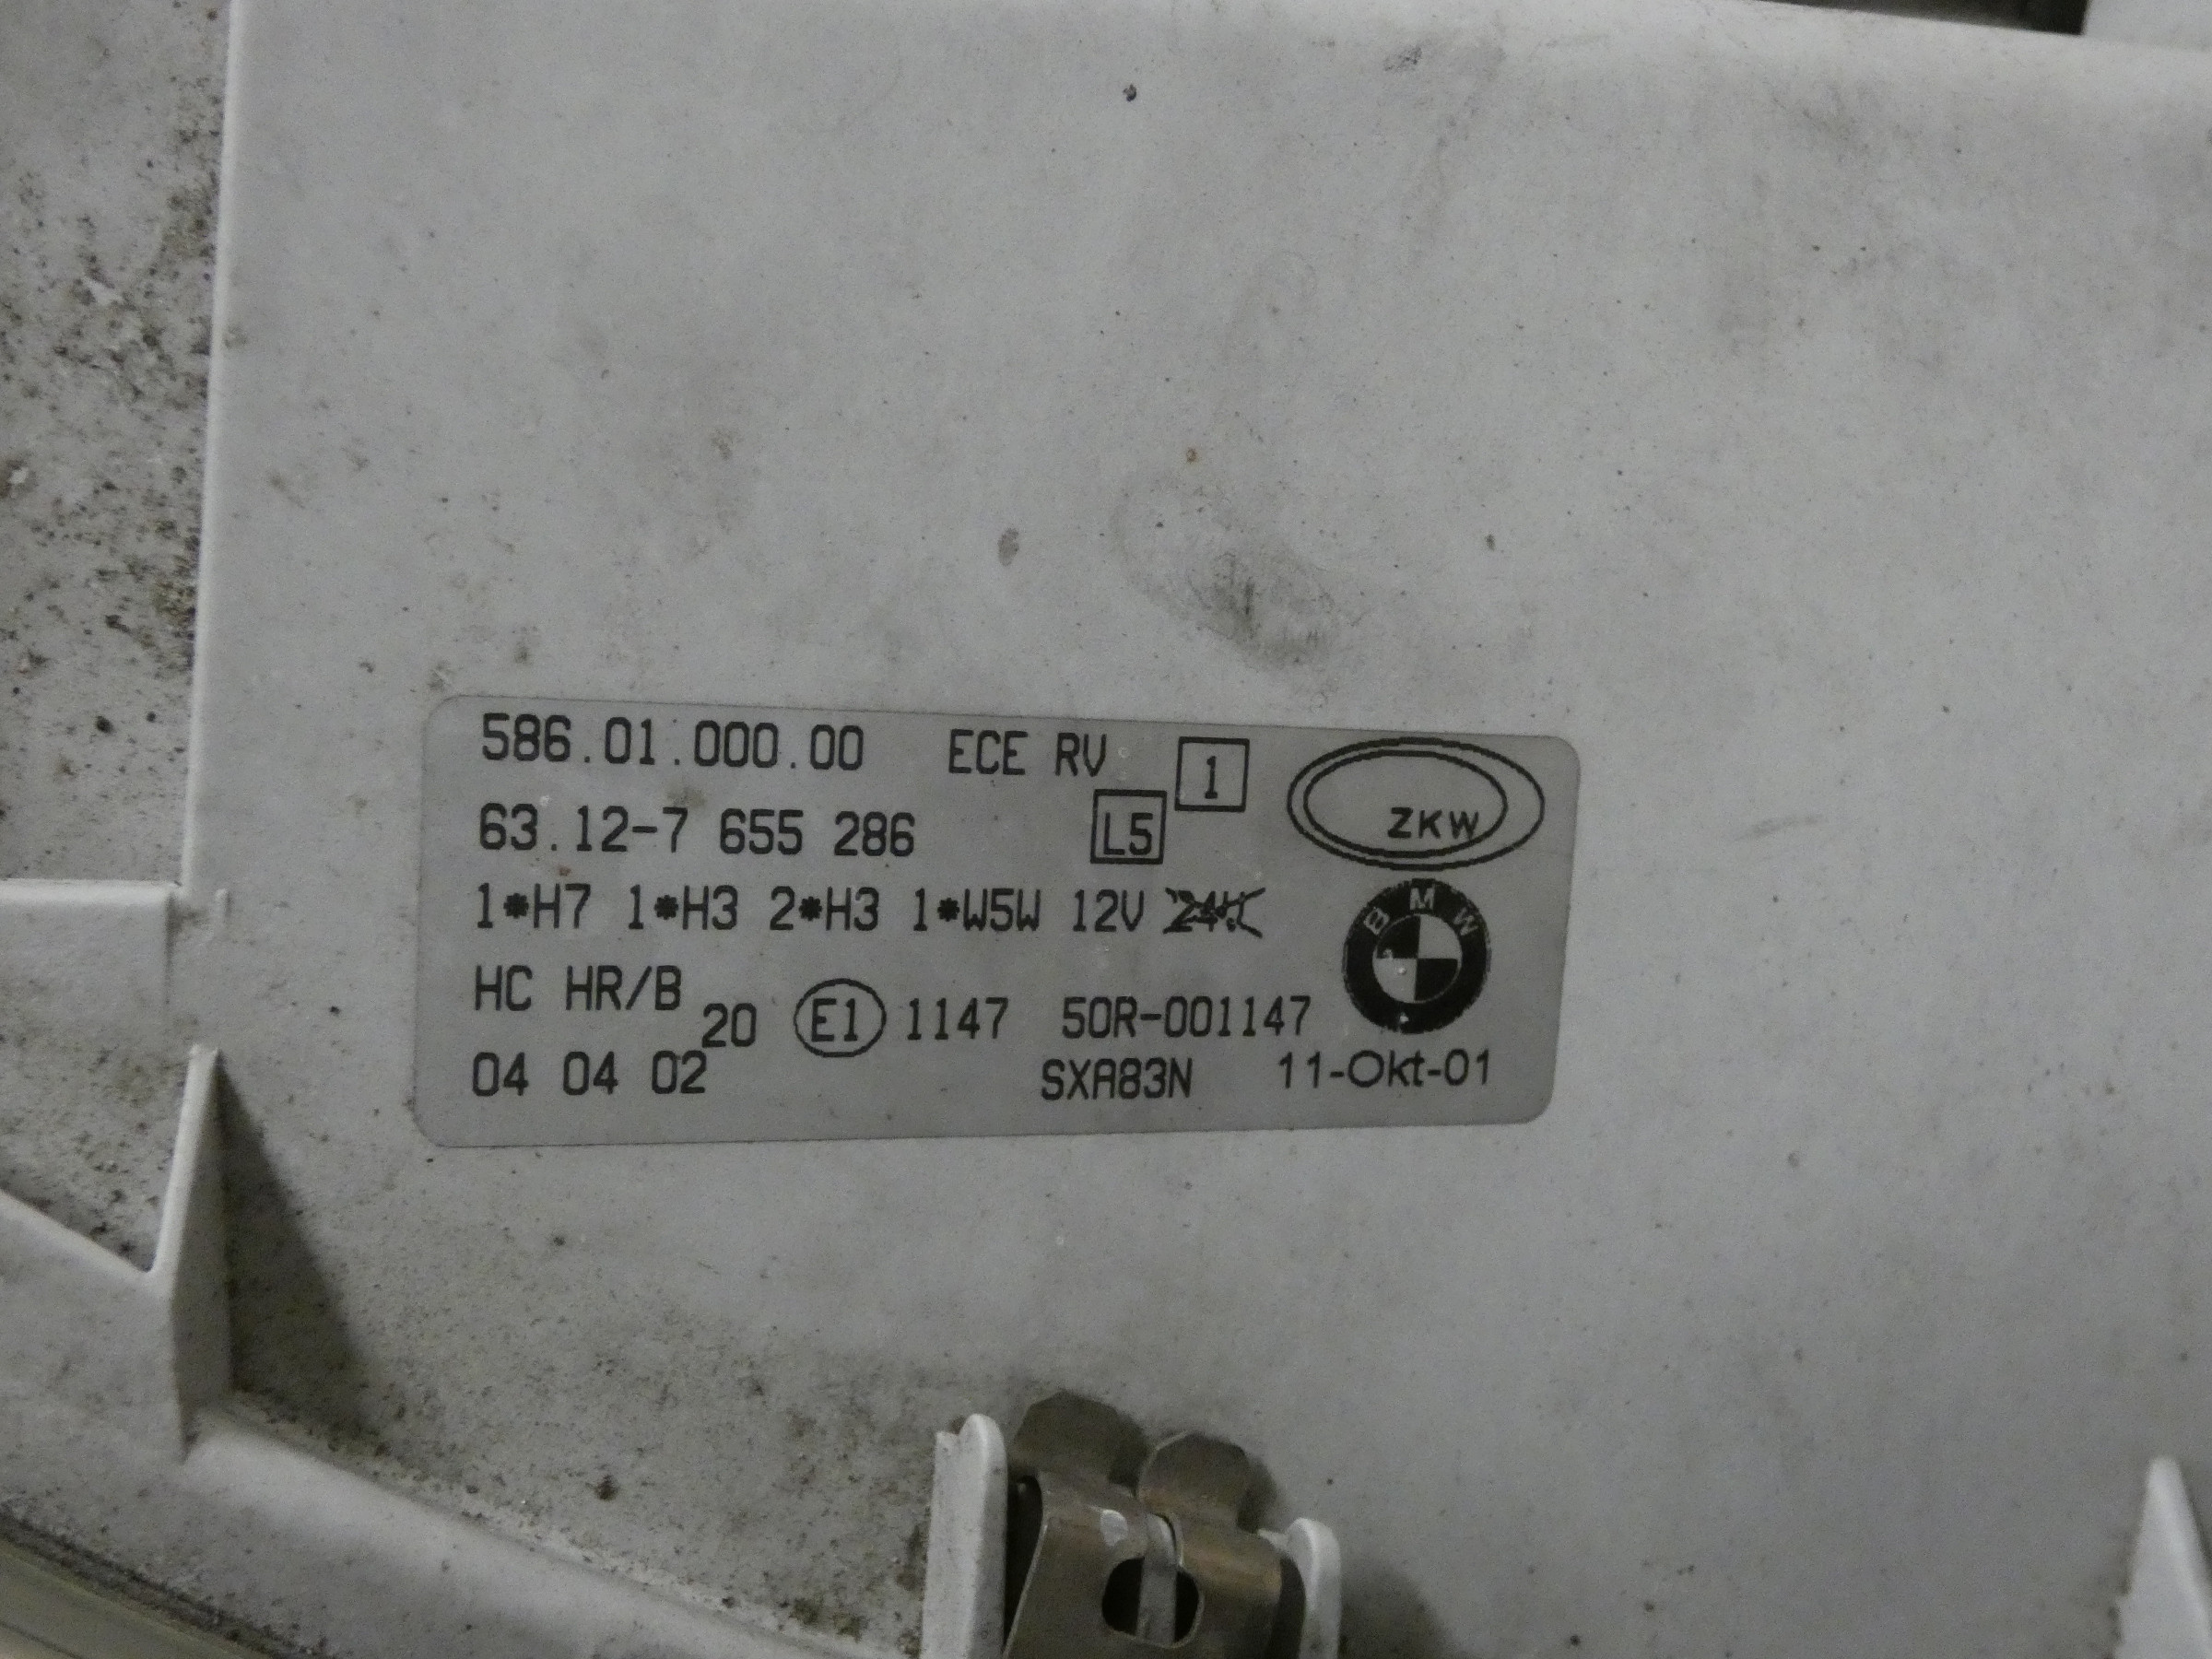 586.01.000.00 ECE RV 1
ZKW
63.12-7 655 286 L5
1*H7 1*H3 2*H3 1*W5W 12V
BMW
HC HR/B
20 E1 1147 50R-001147
04 04 02 SXA83N 11-Okt-01